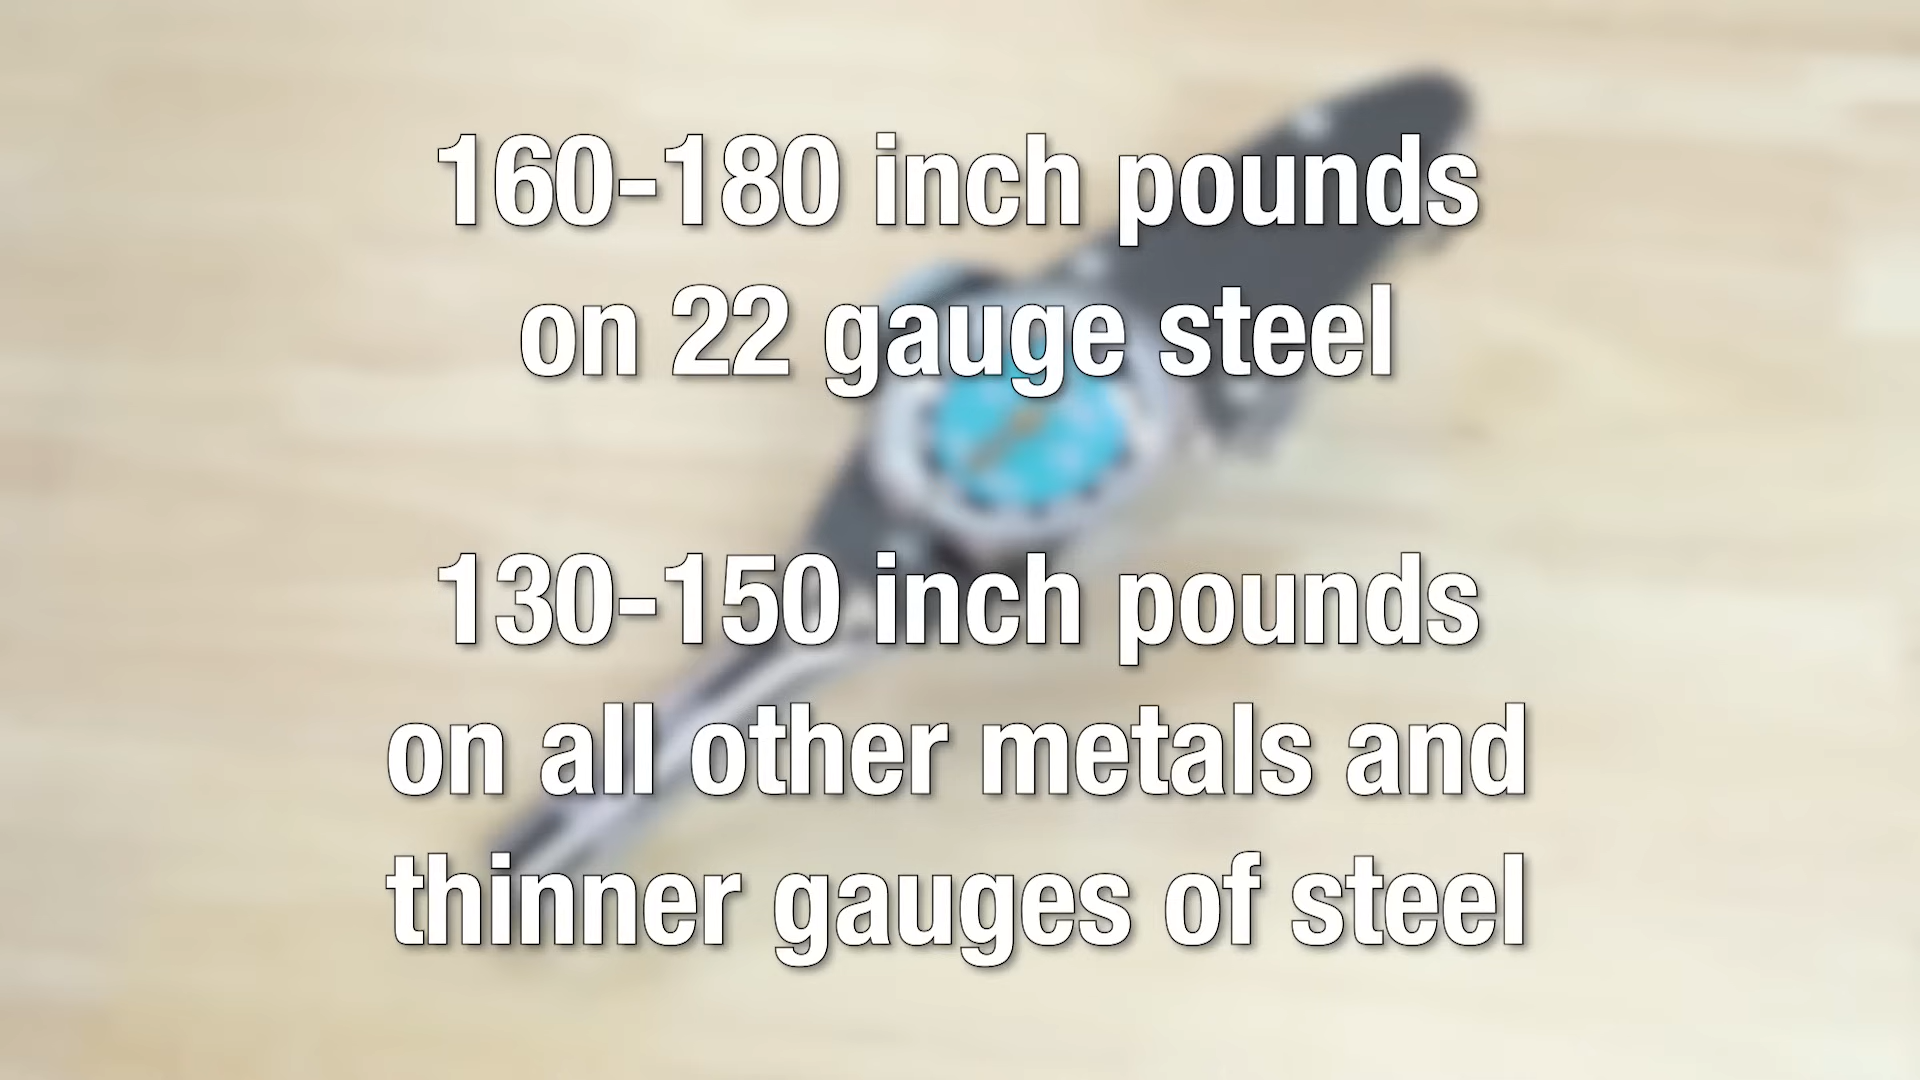 160-180 inch pounds
on 22 gauge steel
130-150 inch pounds
on all other metals and
thinner gauges of steel